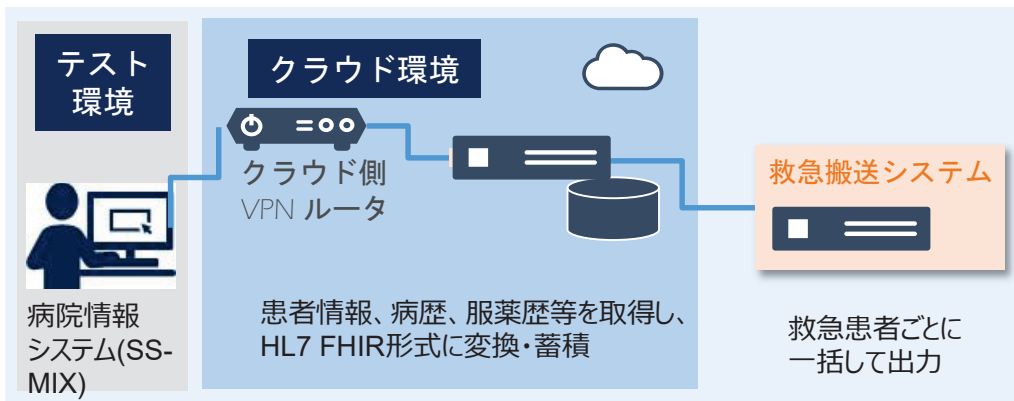 テスト
環境
クラウド環境
クラウド側
VPN ルータ
救急搬送システム
病院情報
システム(SS-
MIX)
患者情報、病歴、服薬歴等を取得し、
HL7 FHIR形式に変換・蓄積
救急患者ごとに
一括して出力